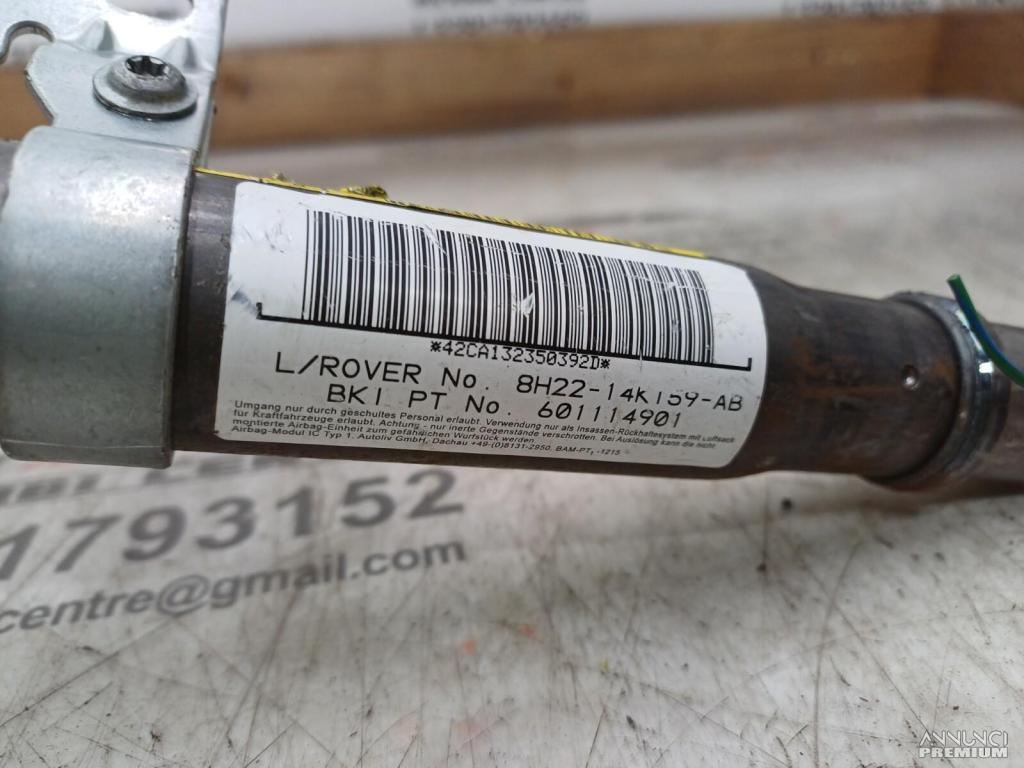 *42CA132350392D*
L/ROVER No. 8H22-14K159-AB
BKI PT No. 601114901
Umgang nur durch geschultes Personal erlaubt. Verwendung nur als Insassen-Rückhaltesystem mit Luftsack
für Kraftfahrzeuge erlaubt. Achtung - nur inerte Gegenstände verschrotten. Bei Auslösung kann die nicht
montierte Airbag-Einheit zum gefährlichen Wurfstück werden.
Airbag-Modul IC Typ 1, Autoliv GmbH, Dachau +49-(0)8131-2950, BAM-PT, -1215
1793152
centre@gmail.com
ANNUNCI
PREMIUM